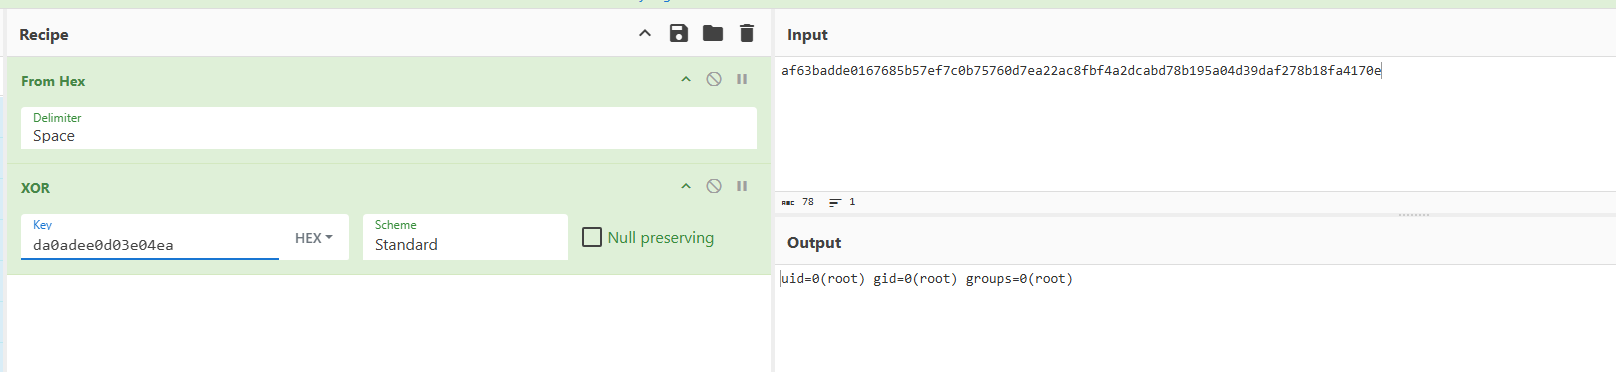 Recipe
From Hex
Delimiter
Space
XOR
Key
da0adee0d03e04ea
HEX
Scheme
Standard
Null preserving
Input
af63badde0167685b57ef7c0b75760d7ea22ac8fbf4a2dcabd78b195a04d39daf278b18fa4170e
ABC 78 1
Output
uid=0(root) gid=0(root) groups=0(root)